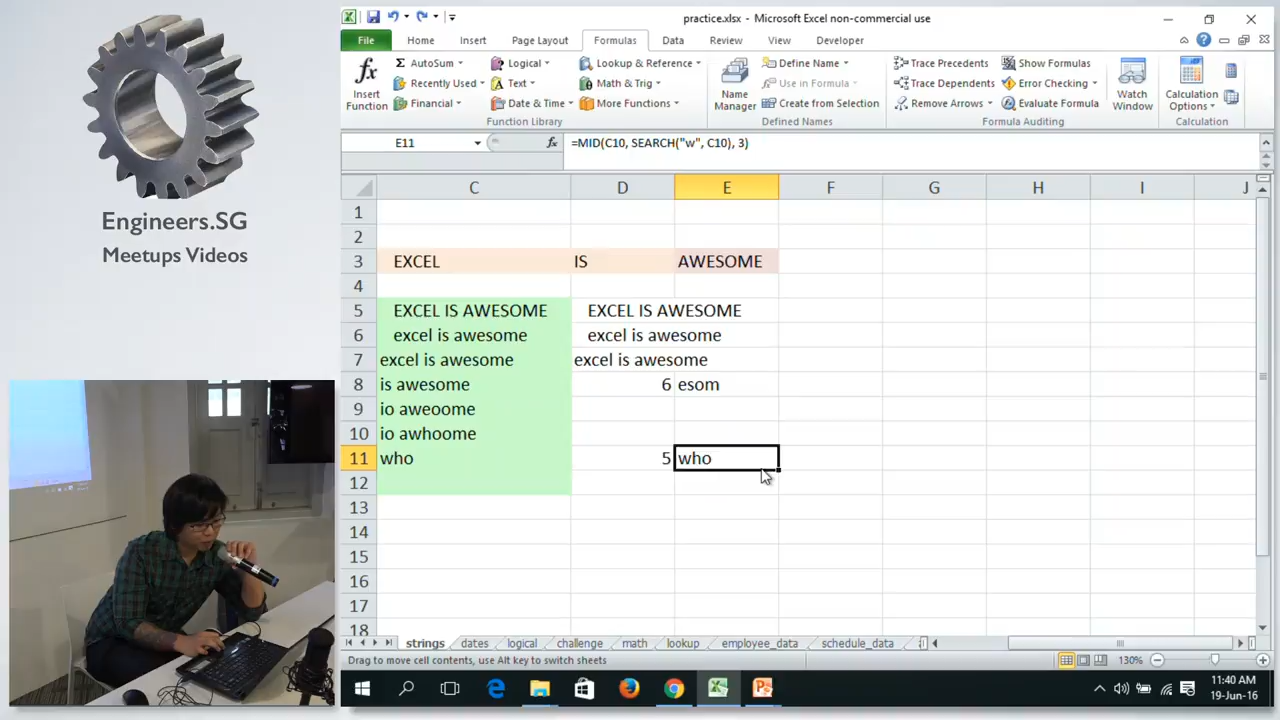 Engineers.SG
Meetups Videos
practice.xlsx - Microsoft Excel non-commercial use
File Home Insert Page Layout Formulas Data Review View Developer
fx Insert Function
Σ AutoSum
Recently Used
Financial
Logical
Text
Date & Time
Lookup & Reference
Math & Trig
More Functions
Function Library
Name Manager
Define Name
Use in Formula
Create from Selection
Defined Names
Trace Precedents
Trace Dependents
Remove Arrows
Show Formulas
Error Checking
Evaluate Formula
Formula Auditing
Watch Window
Calculation Options
Calculation
E11 fx =MID(C10, SEARCH("w", C10), 3)
C D E F G H I J
1
2
3 EXCEL IS AWESOME
4
5 EXCEL IS AWESOME EXCEL IS AWESOME
6 excel is awesome excel is awesome
7 excel is awesome excel is awesome
8 is awesome 6 esom
9 io aweoome
10 io awhoome
11 who 5 who
12
13
14
15
16
17
18
strings dates logical challenge math lookup employee_data schedule_data
Drag to move cell contents, use Alt key to switch sheets 130%
11:40 AM
19-Jun-16